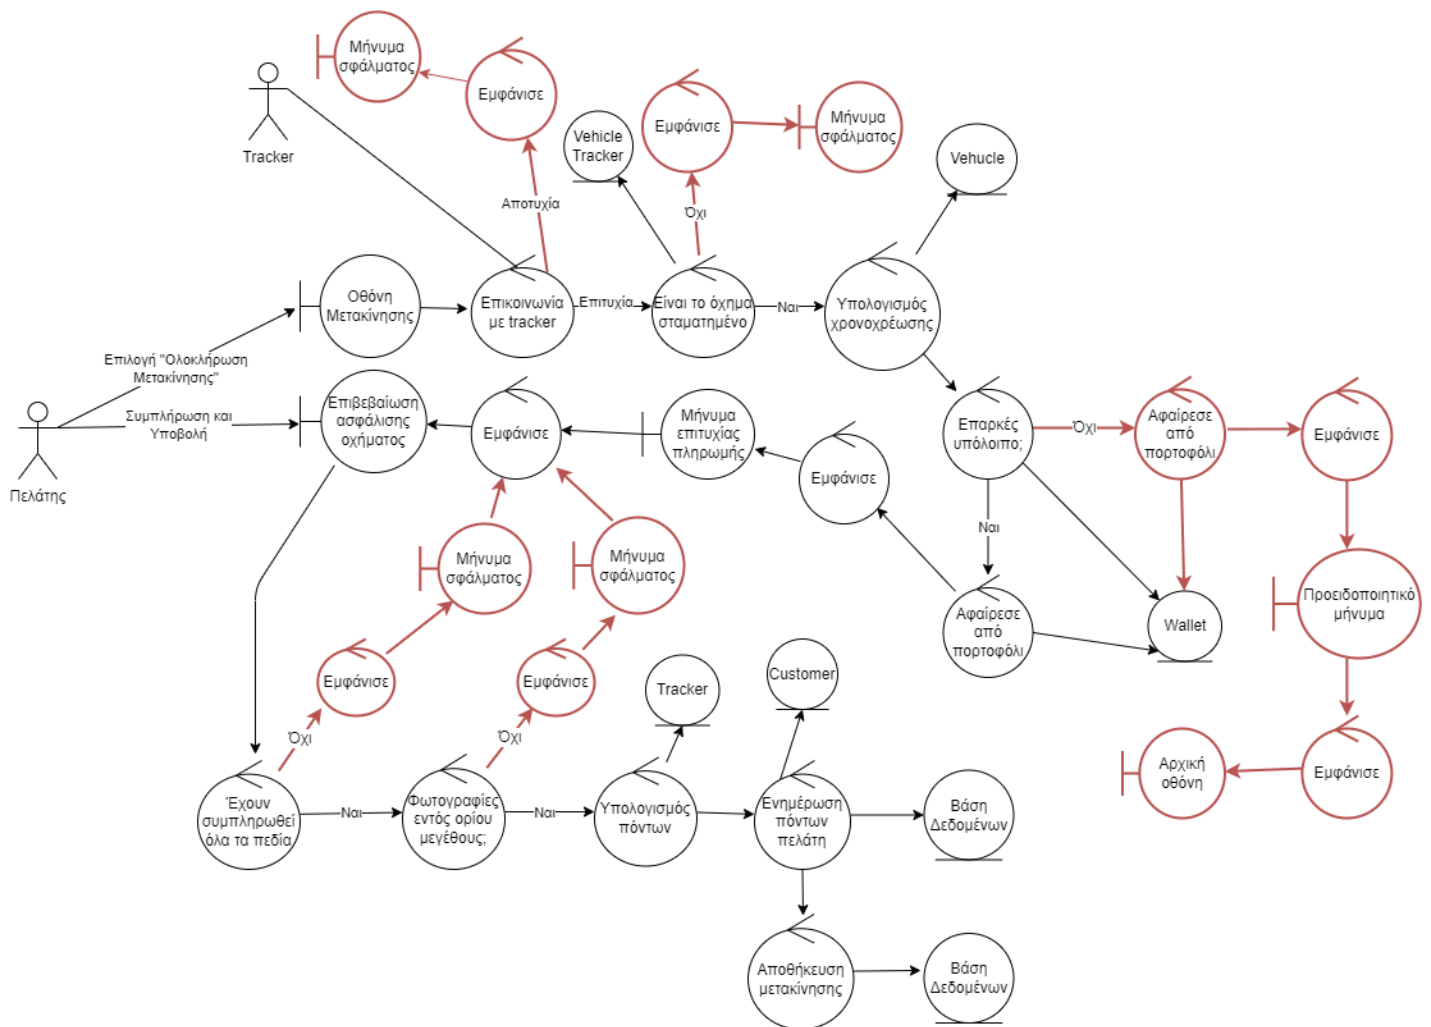 Μήνυμα
σφάλματος
Εμφάνισε
Tracker
Αποτυχία
Vehicle
Tracker
Εμφάνισε
Μήνυμα
σφάλματος
Όχι
Vehucle
Οθόνη
Μετακίνησης
Επικοινωνία
με tracker
Επιτυχία
Είναι το όχημα
σταματημένο
Ναι
Υπολογισμός
χρονοχρέωσης
Επιλογή "Ολοκλήρωση
Μετακίνησης"
Συμπλήρωση και
Υποβολή
Πελάτης
Επιβεβαίωση
ασφάλισης
οχήματος
Εμφάνισε
Μήνυμα
επιτυχίας
πληρωμής
Εμφάνισε
Επαρκές
υπόλοιπο;
Όχι
Αφαίρεσε
από
πορτοφόλι
Εμφάνισε
Ναι
Μήνυμα
σφάλματος
Μήνυμα
σφάλματος
Αφαίρεσε
από
πορτοφόλι
Wallet
Προειδοποιητικό
μήνυμα
Εμφάνισε
Εμφάνισε
Tracker
Customer
Όχι
Όχι
Αρχική
οθόνη
Εμφάνισε
Έχουν
συμπληρωθεί
όλα τα πεδία
Ναι
Φωτογραφίες
εντός ορίου
μεγέθους;
Ναι
Υπολογισμός
πόντων
Ενημέρωση
πόντων
πελάτη
Βάση
Δεδομένων
Αποθήκευση
μετακίνησης
Βάση
Δεδομένων